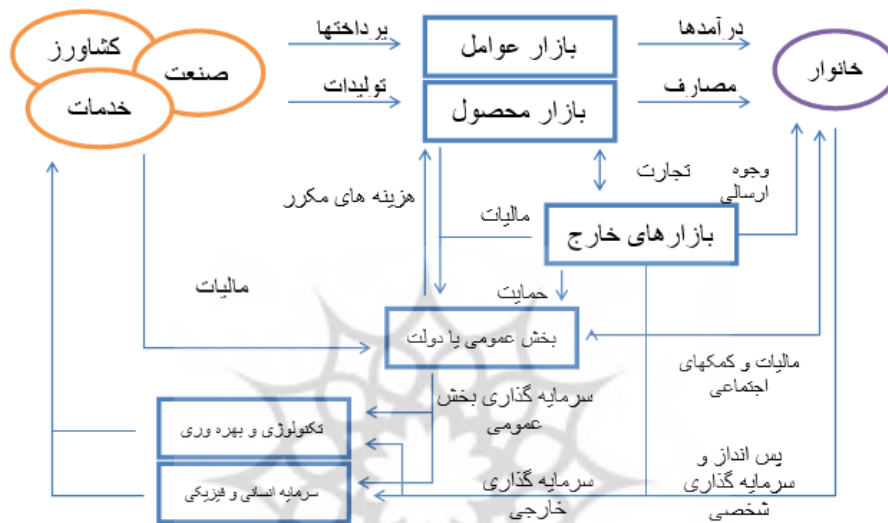 کشاورز
صنعت
خدمات
پرداختها
تولیدات
بازار عوامل
بازار محصول
درآمدها
مصارف
خانوار
وجوه
ارسالی
تجارت
هزینه های مکرر
مالیات
بازارهای خارج
مالیات
حمایت
بخش عمومی یا دولت
مالیات و کمکهای
اجتماعی
سرمایه گذاری بخش
عمومی
تکنولوژی و بهره وری
سرمایه انسانی و فیزیکی
سرمایه گذاری
خارجی
پس انداز و
سرمایه گذاری
شخصی